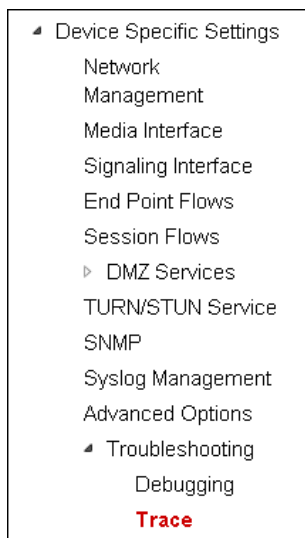 Device Specific Settings
Network
Management
Media Interface
Signaling Interface
End Point Flows
Session Flows
DMZ Services
TURN/STUN Service
SNMP
Syslog Management
Advanced Options
Troubleshooting
Debugging
Trace